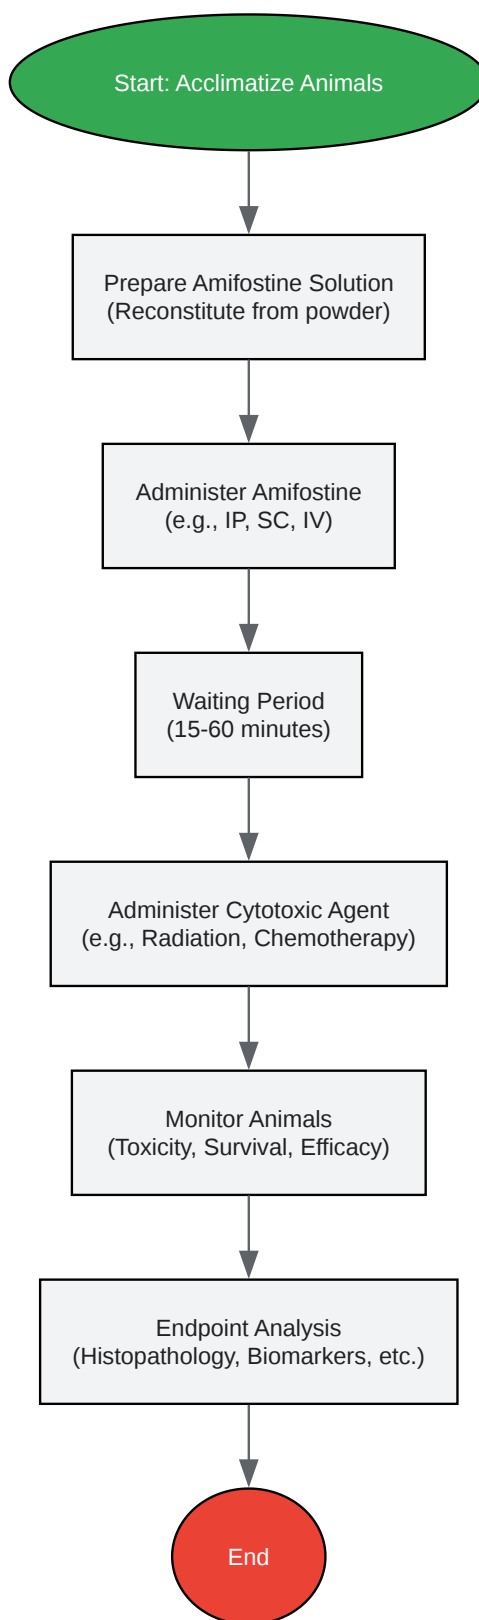 Start: Acclimatize Animals
Prepare Amifostine Solution
(Reconstitute from powder)
Administer Amifostine
(e.g., IP, SC, IV)
Waiting Period
(15-60 minutes)
Administer Cytotoxic Agent
(e.g., Radiation, Chemotherapy)
Monitor Animals
(Toxicity, Survival, Efficacy)
Endpoint Analysis
(Histopathology, Biomarkers, etc.)
End